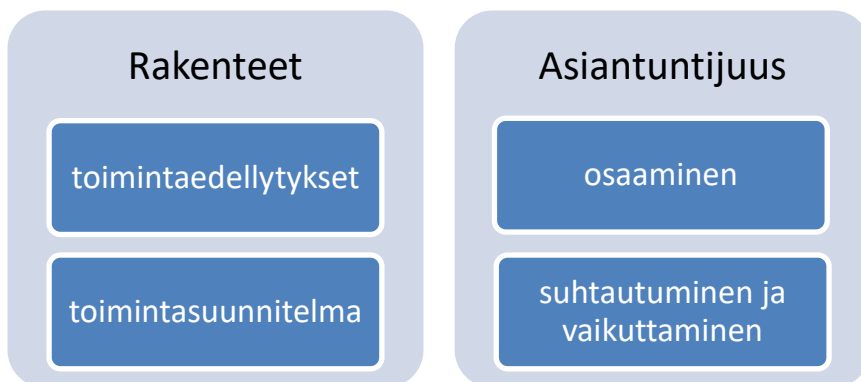 Rakenteet
toimintaedellytykset
toimintasuunnitelma
Asiantuntijuus
osaaminen
suhtautuminen ja
vaikuttaminen